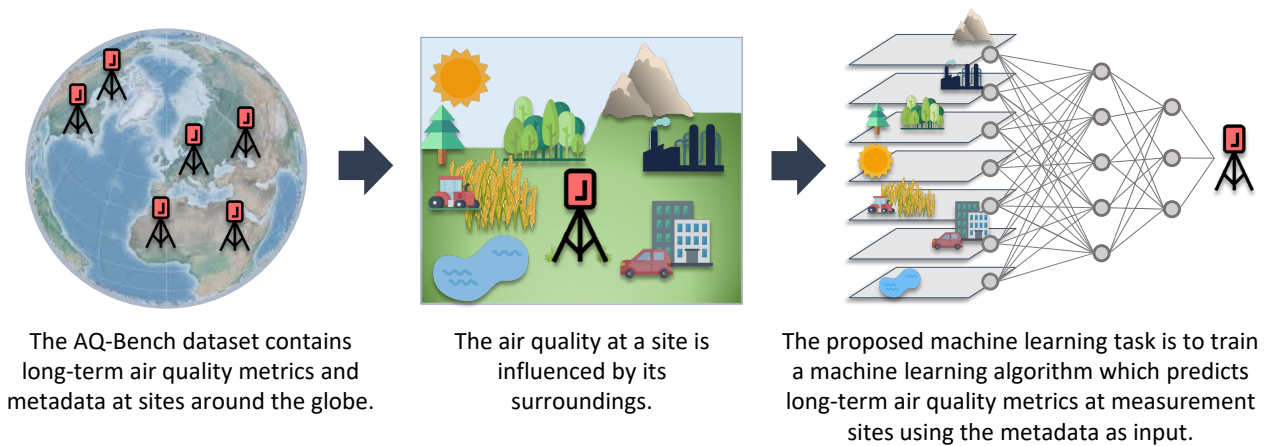 The AQ-Bench dataset contains
long-term air quality metrics and
metadata at sites around the globe.
The air quality at a site is
influenced by its
surroundings.
The proposed machine learning task is to train
a machine learning algorithm which predicts
long-term air quality metrics at measurement
sites using the metadata as input.